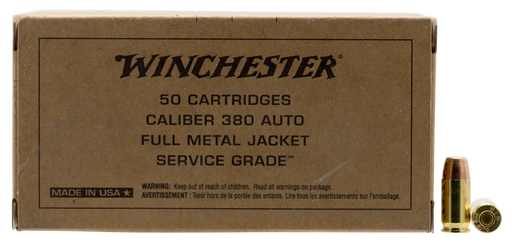 WINCHESTER
50 CARTRIDGES
CALIBER 380 AUTO
FULL METAL JACKET
SERVICE GRADE™
MADE IN USA★
WARNING: Keep out of reach of children. Read all warnings on package.
AVERTISSEMENT: Tenir hors de la portée des enfants. Lire tous les avertissements sur l'emballage.